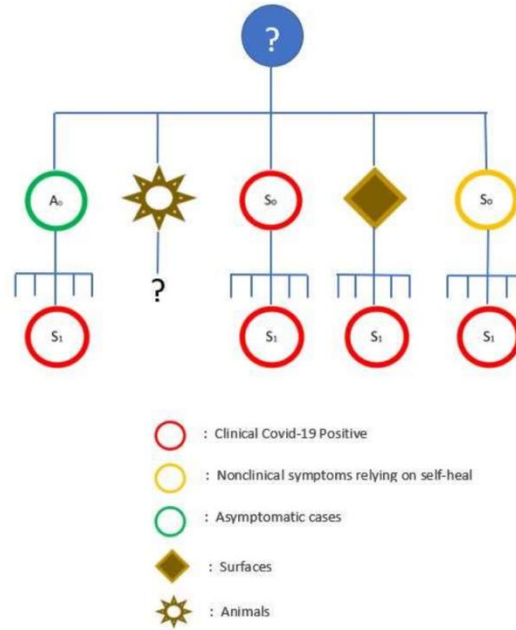 ?
A₀ S₀ S₀
?
S₁ S₁ S₁ S₁
: Clinical Covid-19 Positive
: Nonclinical symptoms relying on self-heal
: Asymptomatic cases
: Surfaces
: Animals